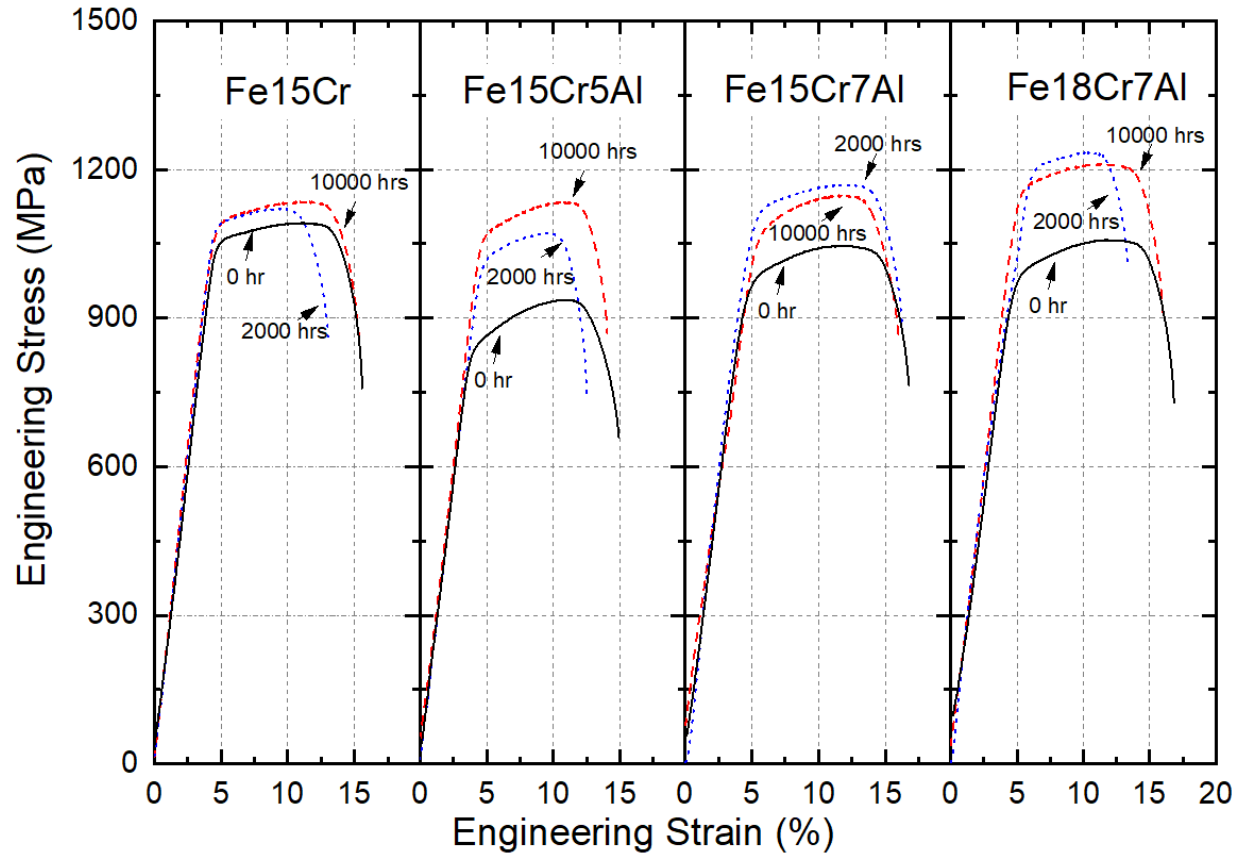 Engineering Stress (MPa)
1500
1200
900
600
300
0
Fe15Cr
10000 hrs
0 hr
2000 hrs
Fe15Cr5Al
10000 hrs
2000 hrs
0 hr
Fe15Cr7Al
2000 hrs
10000 hrs
0 hr
Fe18Cr7Al
10000 hrs
2000 hrs
0 hr
0 5 10 15 0 5 10 15 0 5 10 15 0 5 10 15 20
Engineering Strain (%)